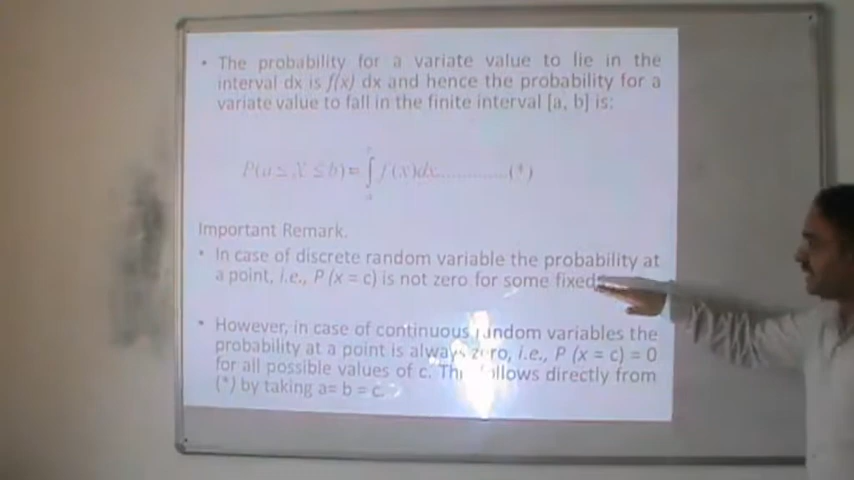 • The probability for a variate value to lie in the
interval dx is f(x) dx and hence the probability for a
variate value to fall in the finite interval [a, b] is:
P(a ≤ X ≤ b) = ∫ f(x)dx.............(*)
Important Remark.
• In case of discrete random variable the probability at
a point, i.e., P (x = c) is not zero for some fixed
• However, in case of continuous random variables the
probability at a point is always zero, i.e., P (x = c) = 0
for all possible values of c. This follows directly from
(*) by taking a= b = c.